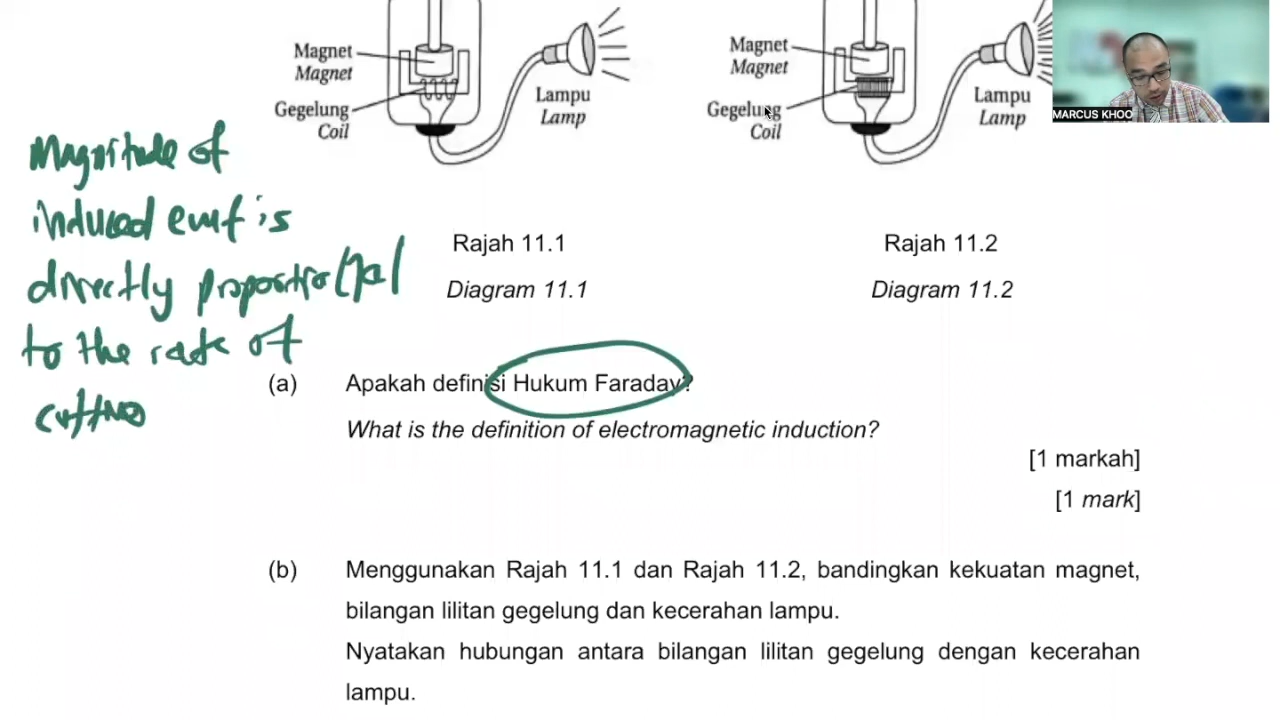 Magnet
Magnet
Gegelung
Coil
Lampu
Lamp
Magnet
Magnet
Gegelung
Coil
Lampu
Lamp
MARCUS KHOO
Magnitude of
induced emf is
directly proportional
to the rate of
cutting
Rajah 11.1
Diagram 11.1
Rajah 11.2
Diagram 11.2
(a) Apakah definisi Hukum Faraday?
What is the definition of electromagnetic induction?
[1 markah]
[1 mark]
(b) Menggunakan Rajah 11.1 dan Rajah 11.2, bandingkan kekuatan magnet,
bilangan lilitan gegelung dan kecerahan lampu.
Nyatakan hubungan antara bilangan lilitan gegelung dengan kecerahan
lampu.